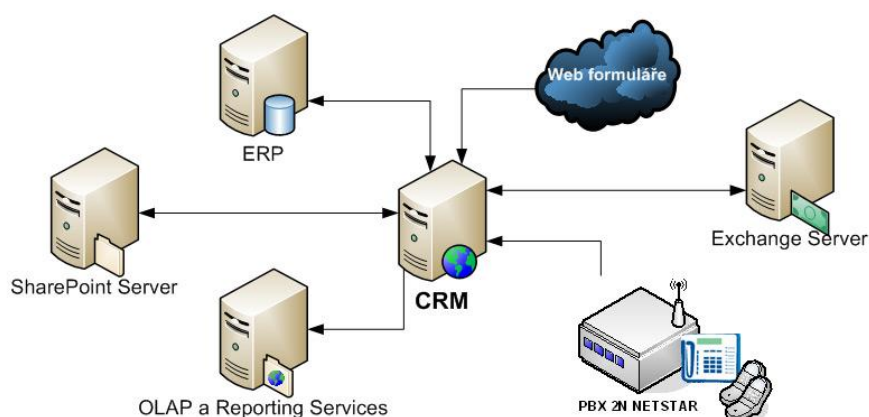 Web formuláře
ERP
SharePoint Server
CRM
Exchange Server
OLAP a Reporting Services
PBX 2N NETSTAR